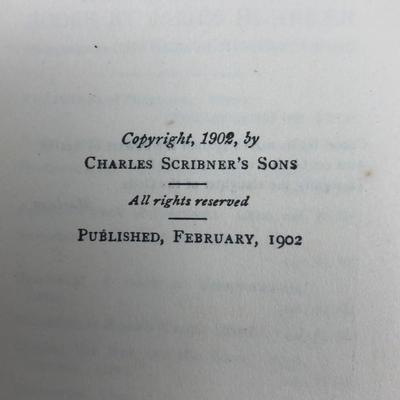 Copyright, 1902, by
CHARLES SCRIBNER'S SONS
All rights reserved
PUBLISHED, FEBRUARY, 1902